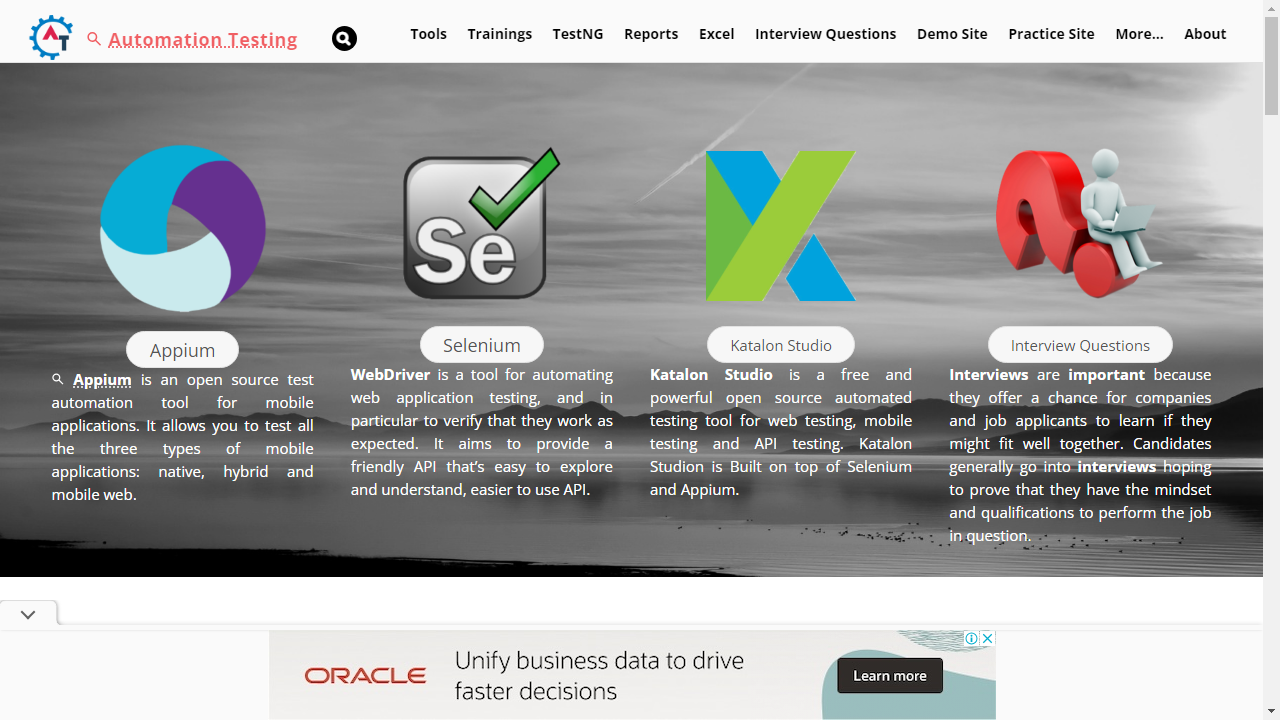 AT Automation Testing
Tools Trainings TestNG Reports Excel Interview Questions Demo Site Practice Site More... About
Se
Appium
Appium is an open source test
automation tool for mobile
applications. It allows you to test all
the three types of mobile
applications: native, hybrid and
mobile web.
Selenium
WebDriver is a tool for automating
web application testing, and in
particular to verify that they work as
expected. It aims to provide a
friendly API that’s easy to explore
and understand, easier to use API.
Katalon Studio
Katalon Studio is a free and
powerful open source automated
testing tool for web testing, mobile
testing and API testing. Katalon
Studion is Built on top of Selenium
and Appium.
Interview Questions
Interviews are important because
they offer a chance for companies
and job applicants to learn if they
might fit well together. Candidates
generally go into interviews hoping
to prove that they have the mindset
and qualifications to perform the job
in question.
ORACLE
Unify business data to drive
faster decisions
Learn more